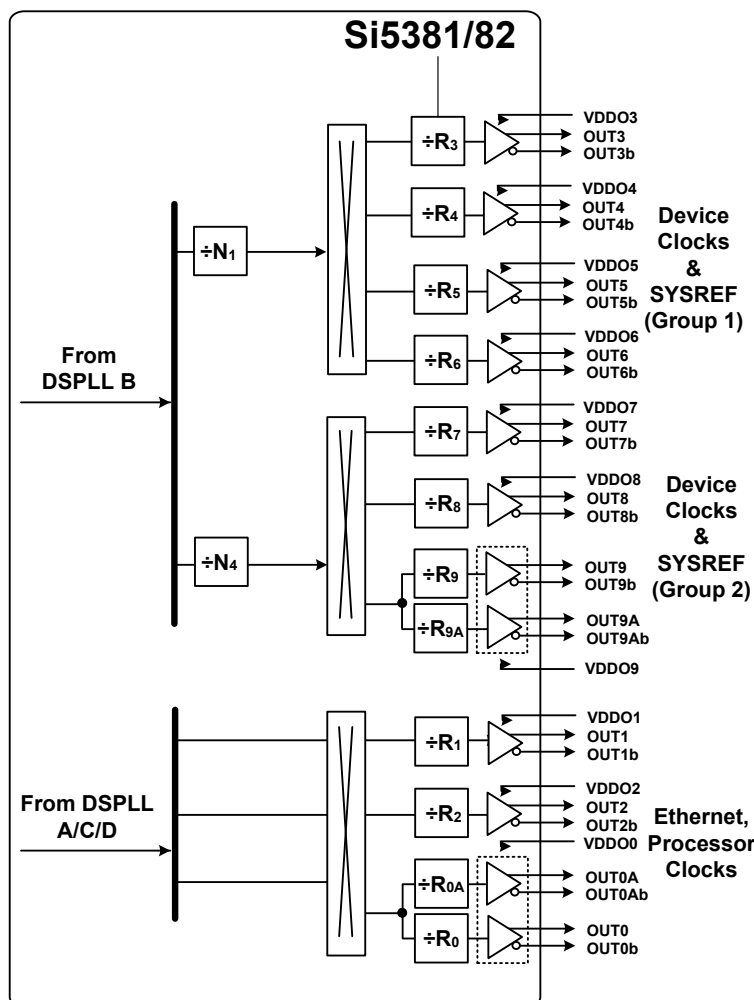 Si5381/82
÷R3
VDDO3
OUT3
OUT3b
÷R4
VDDO4
OUT4
OUT4b
÷N1
÷R5
VDDO5
OUT5
OUT5b
÷R6
VDDO6
OUT6
OUT6b
Device
Clocks
&
SYSREF
(Group 1)
From
DSPLL B
÷R7
VDDO7
OUT7
OUT7b
÷R8
VDDO8
OUT8
OUT8b
÷N4
÷R9
OUT9
OUT9b
÷R9A
OUT9A
OUT9Ab
VDDO9
Device
Clocks
&
SYSREF
(Group 2)
÷R1
VDDO1
OUT1
OUT1b
From DSPLL
A/C/D
÷R2
VDDO2
OUT2
OUT2b
VDDO0
÷R0A
OUT0A
OUT0Ab
÷R0
OUT0
OUT0b
Ethernet,
Processor
Clocks